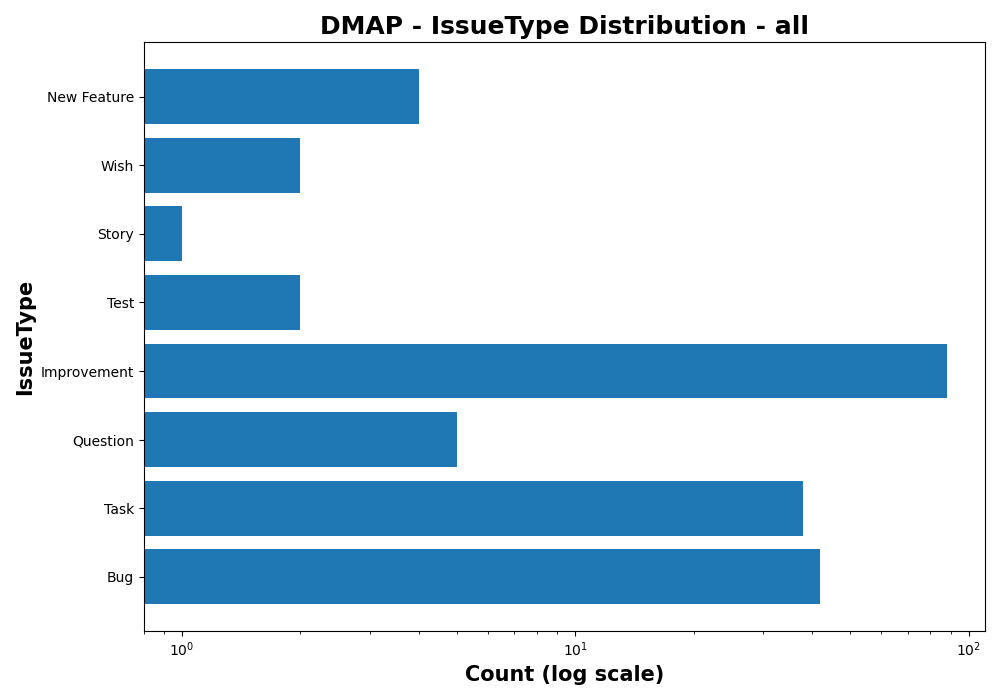 DMAP - IssueType Distribution - all
IssueType
New Feature
Wish
Story
Test
Improvement
Question
Task
Bug
10⁰
10¹
10²
Count (log scale)